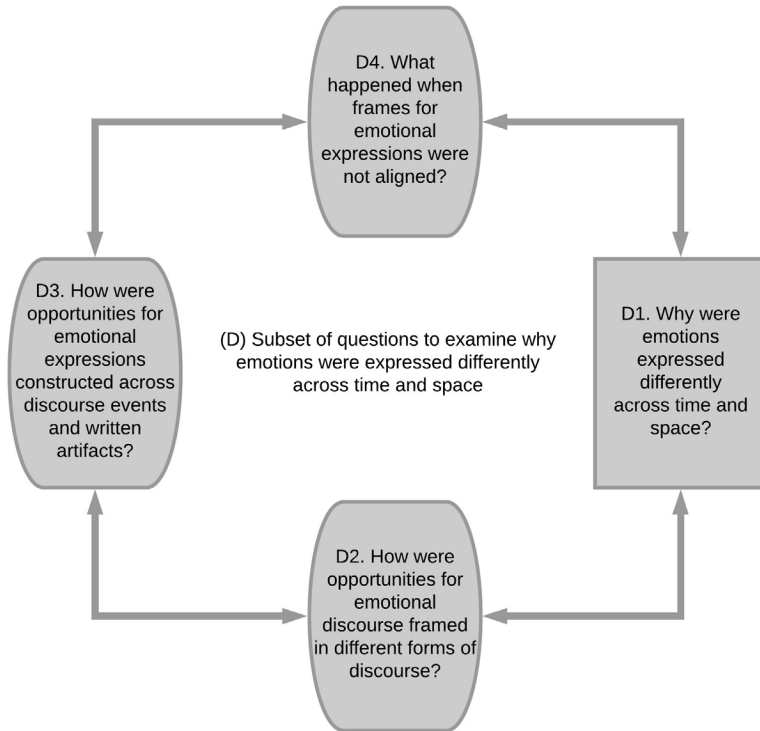 D4. What
happened when
frames for
emotional
expressions were
not aligned?
D3. How were
opportunities for
emotional
expressions
constructed across
discourse events
and written
artifacts?
(D) Subset of questions to examine why
emotions were expressed differently
across time and space
D1. Why were
emotions
expressed
differently
across time and
space?
D2. How were
opportunities for
emotional
discourse framed
in different forms of
discourse?